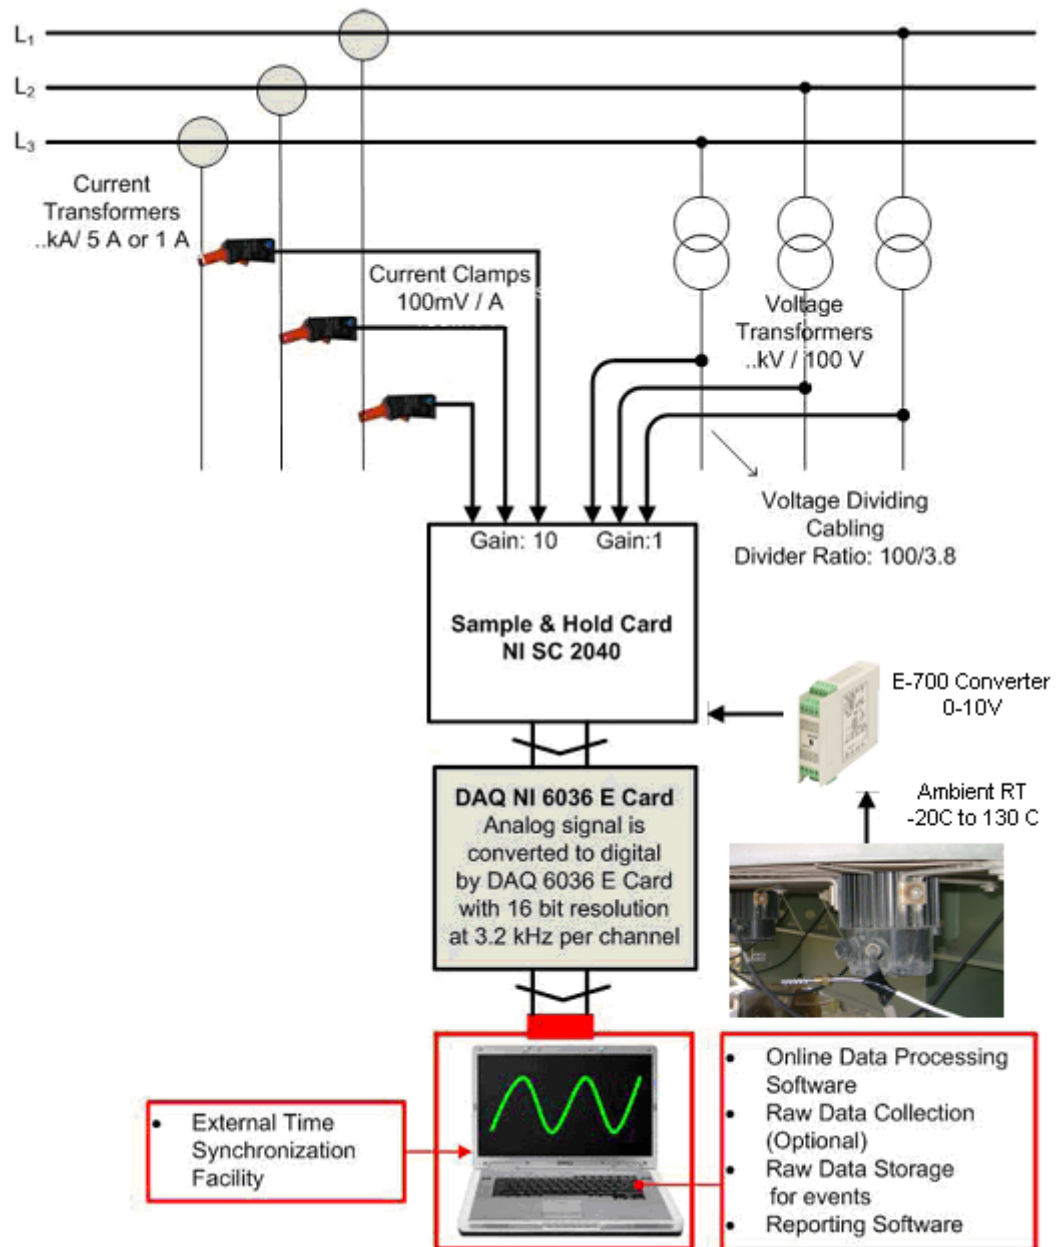 L1
L2
L3
Current
Transformers
..kA/ 5 A or 1 A
Current Clamps
100mV / A
Voltage
Transformers
..kV / 100 V
Voltage Dividing
Cabling
Divider Ratio: 100/3.8
Gain: 10
Gain:1
Sample & Hold Card
NI SC 2040
E-700 Converter
0-10V
Ambient RT
-20C to 130 C
DAQ NI 6036 E Card
Analog signal is
converted to digital
by DAQ 6036 E Card
with 16 bit resolution
at 3.2 kHz per channel
• External Time
Synchronization
Facility
• Online Data Processing
Software
• Raw Data Collection
(Optional)
• Raw Data Storage
for events
• Reporting Software